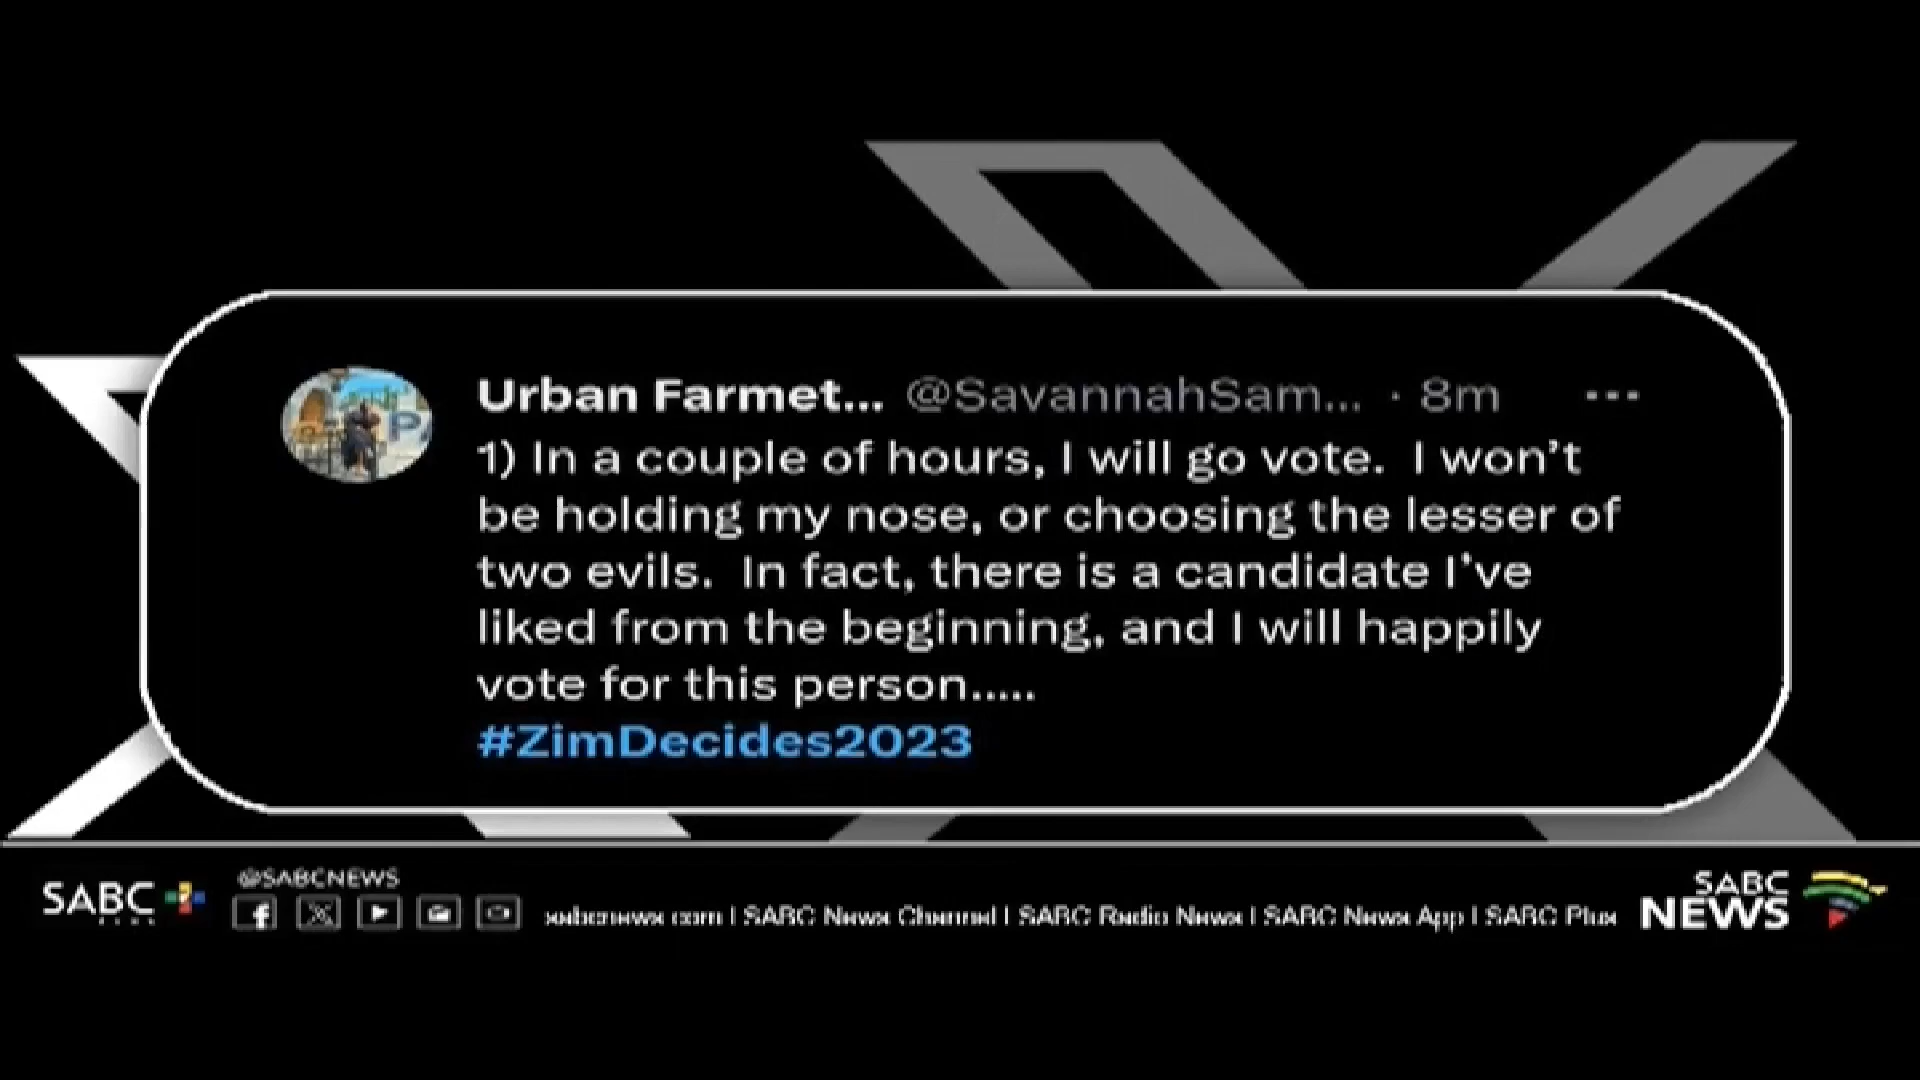 Urban Farmet... @SavannahSam... · 8m ...
1) In a couple of hours, I will go vote. I won't
be holding my nose, or choosing the lesser of
two evils. In fact, there is a candidate I've
liked from the beginning, and I will happily
vote for this person.....
#ZimDecides2023
@SABCNEWS
SABC
sabcnews.com | SABC News Channel | SABC Radio News | SABC News App | SABC Plus
SABC
NEWS